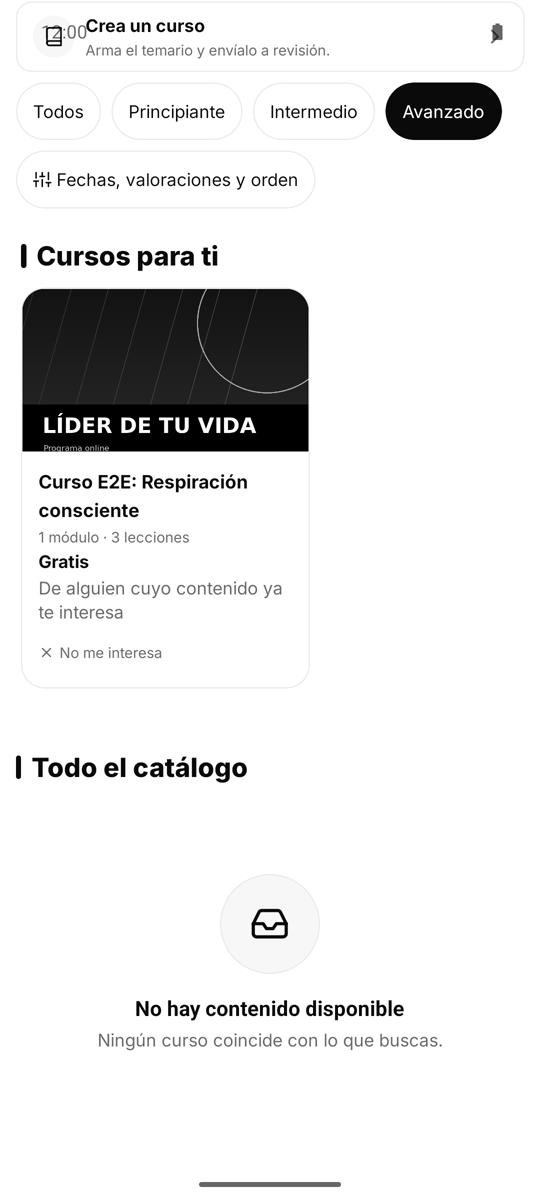 12:00
Crea un curso
Arma el temario y envíalo a revisión.
Todos
Principiante
Intermedio
Avanzado
Fechas, valoraciones y orden
Cursos para ti
LÍDER DE TU VIDA
Programa online
Curso E2E: Respiración
consciente
1 módulo · 3 lecciones
Gratis
De alguien cuyo contenido ya
te interesa
No me interesa
Todo el catálogo
No hay contenido disponible
Ningún curso coincide con lo que buscas.